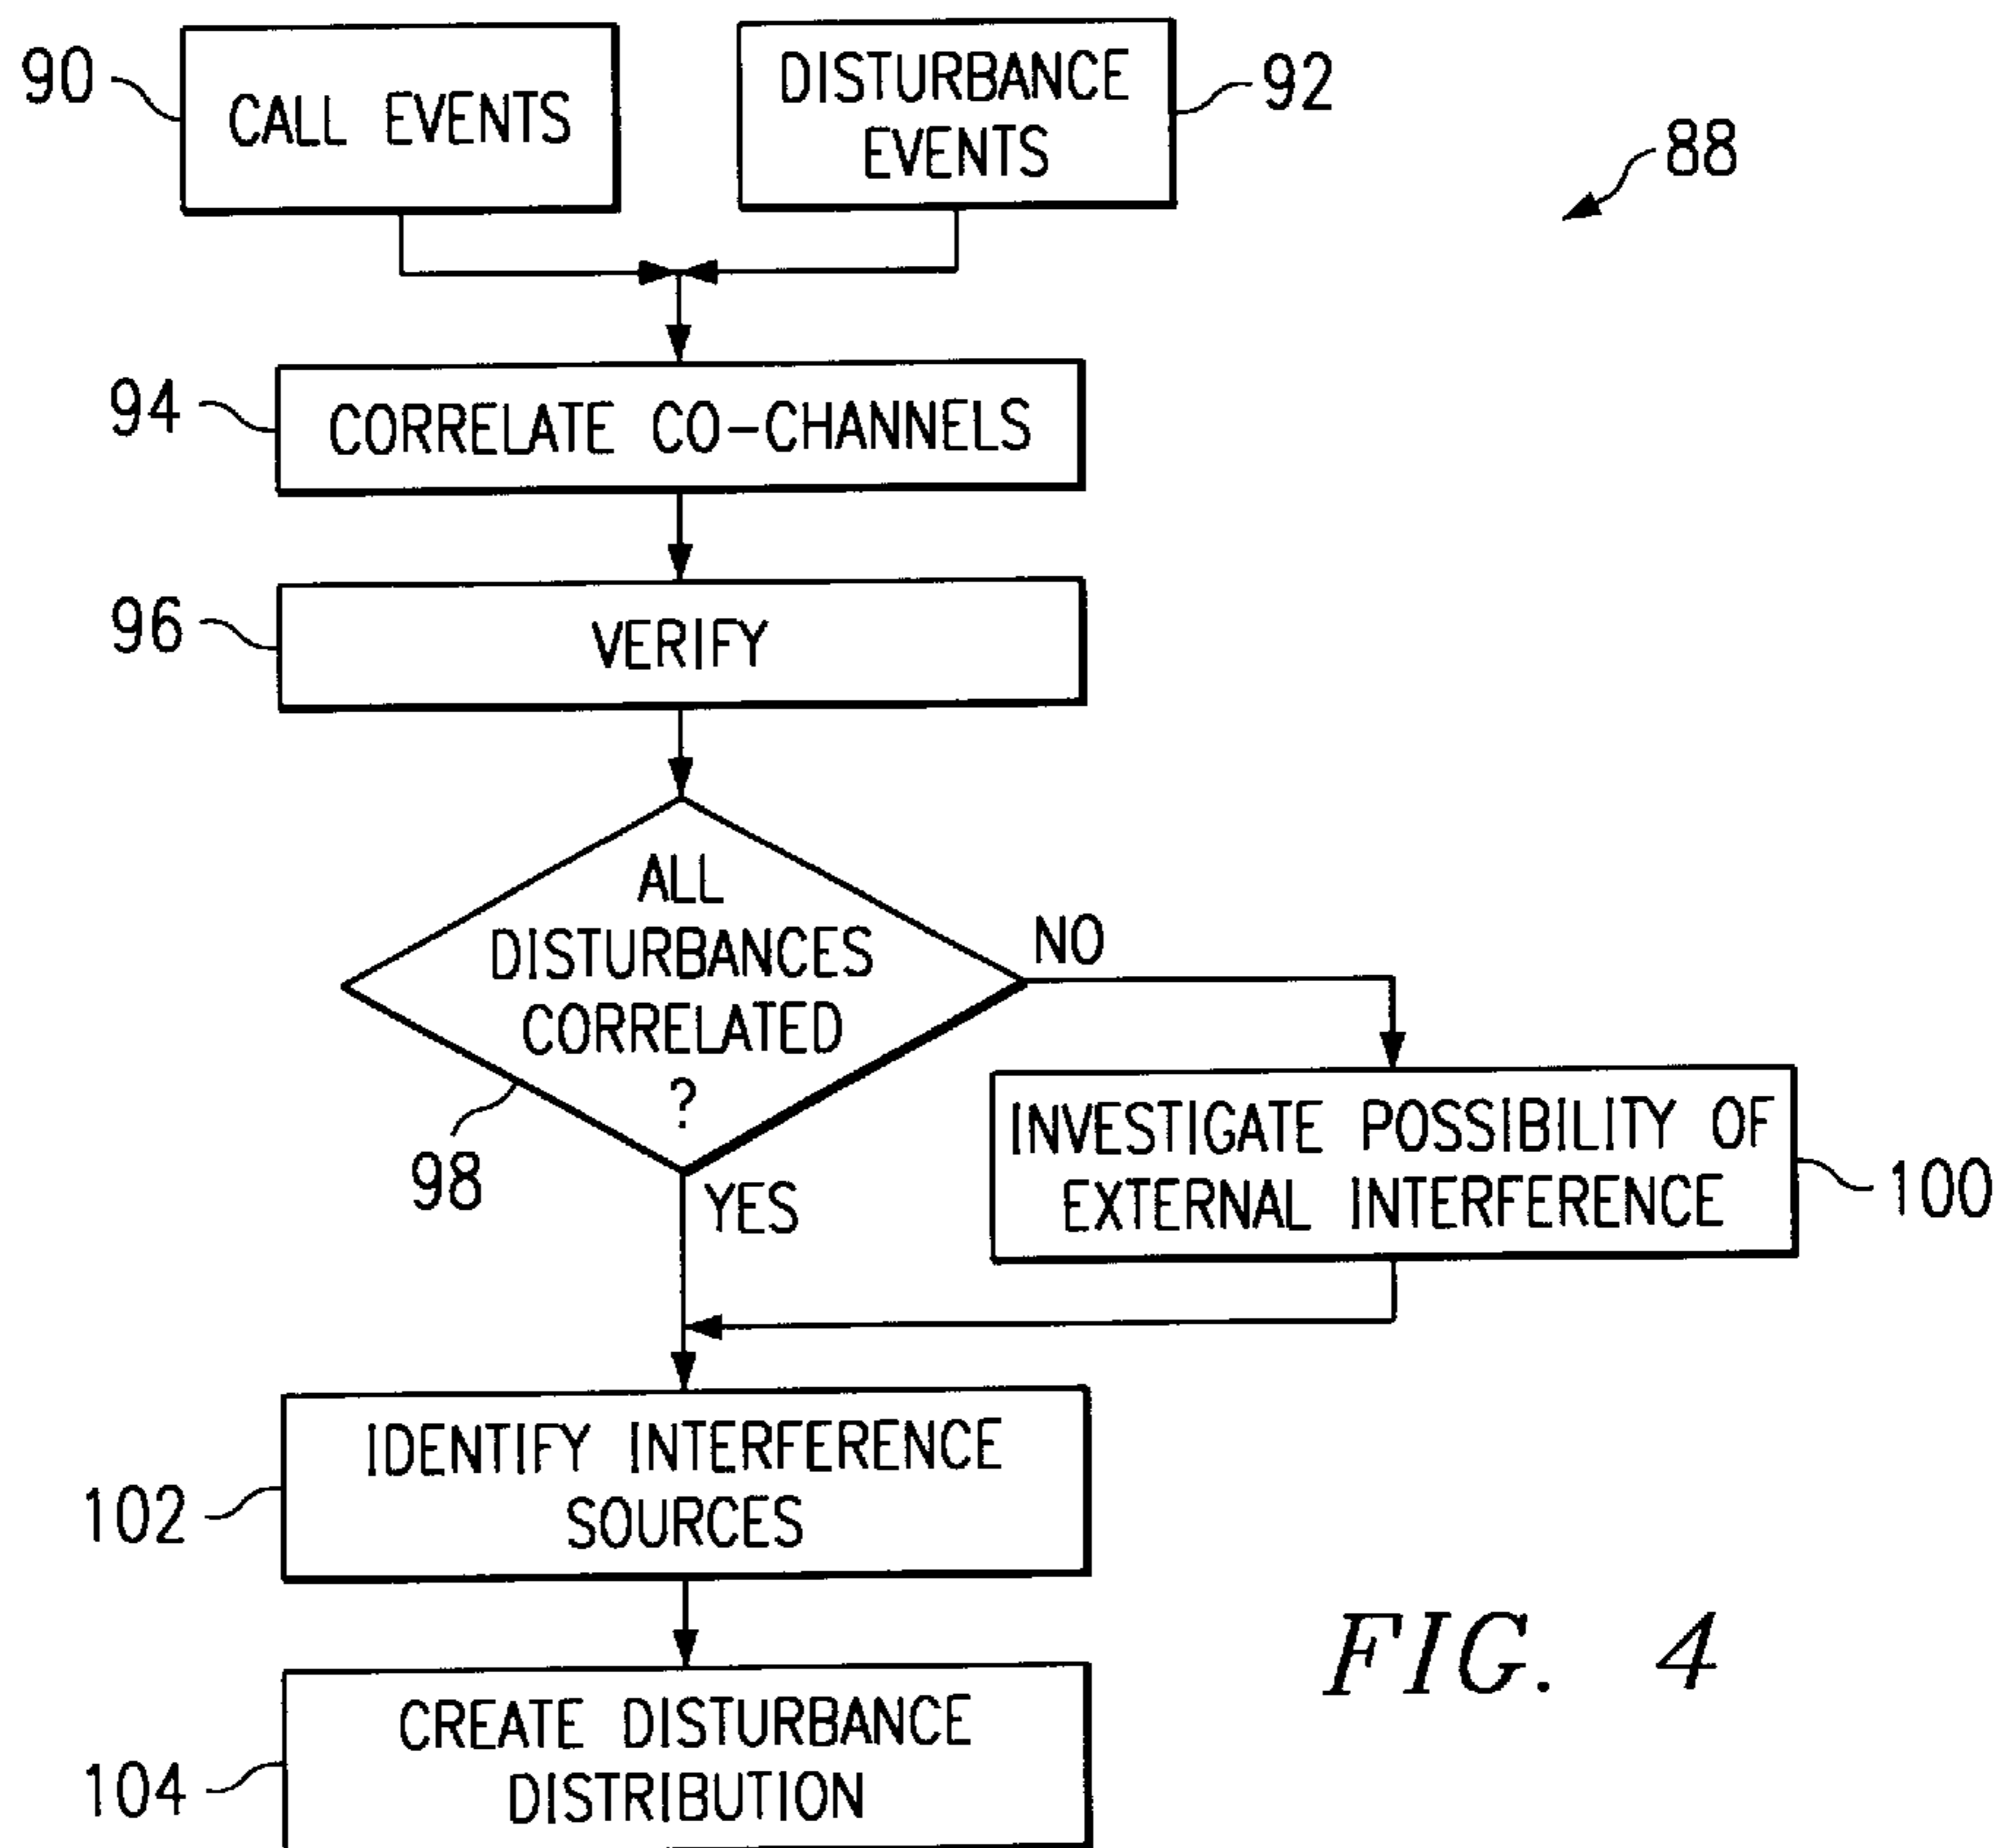 90
CALL EVENTS
DISTURBANCE
EVENTS
92
88
94
CORRELATE CO-CHANNELS
96
VERIFY
ALL
DISTURBANCES
CORRELATED
?
98
NO
YES
INVESTIGATE POSSIBILITY OF
EXTERNAL INTERFERENCE
100
102
IDENTIFY INTERFERENCE
SOURCES
104
CREATE DISTURBANCE
DISTRIBUTION
FIG. 4